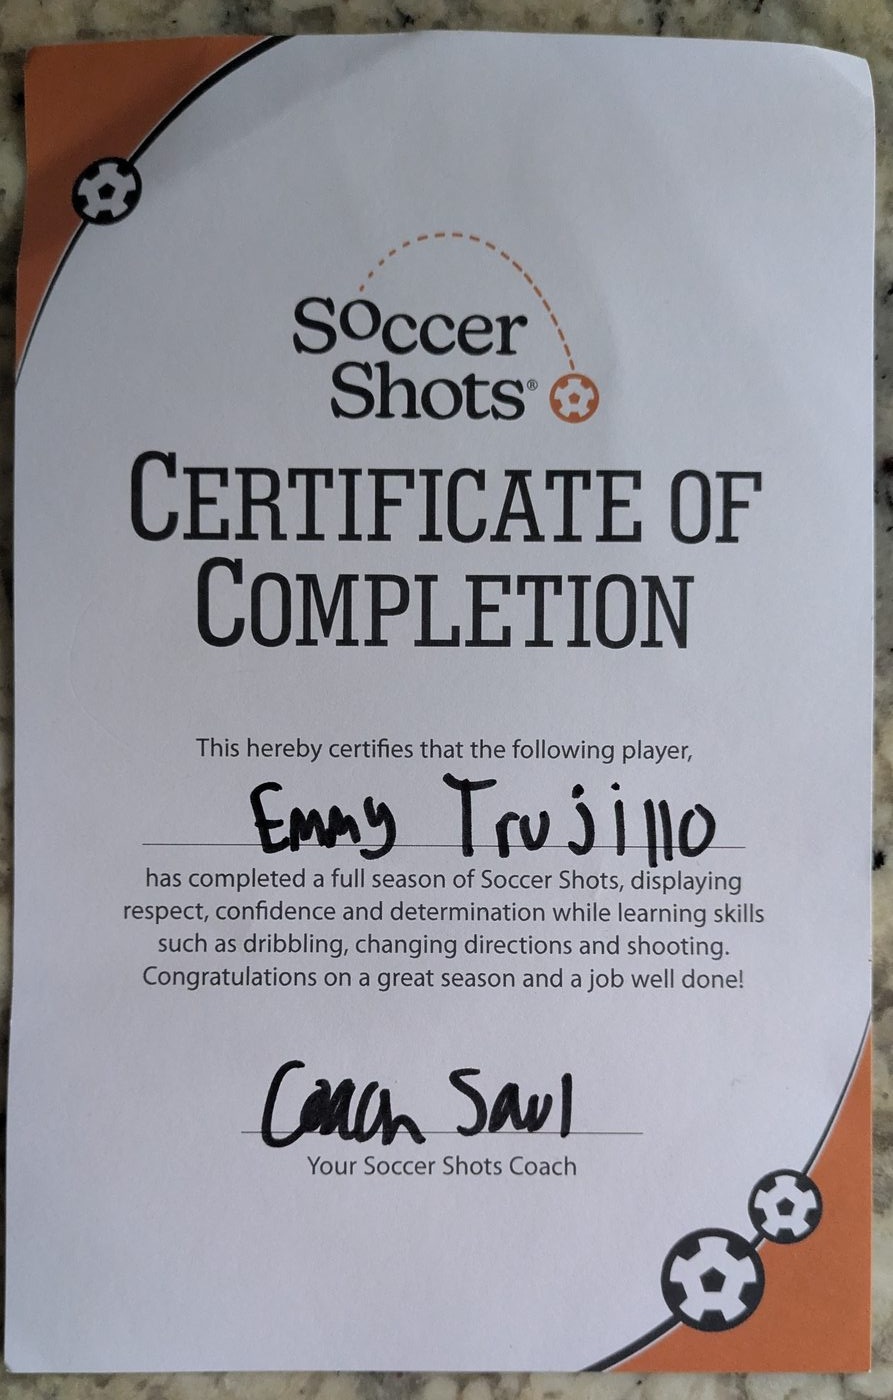 Soccer
Shots®
CERTIFICATE OF
COMPLETION
This hereby certifies that the following player,
Emmy Trujillo
has completed a full season of Soccer Shots, displaying
respect, confidence and determination while learning skills
such as dribbling, changing directions and shooting.
Congratulations on a great season and a job well done!
Coach Saul
Your Soccer Shots Coach